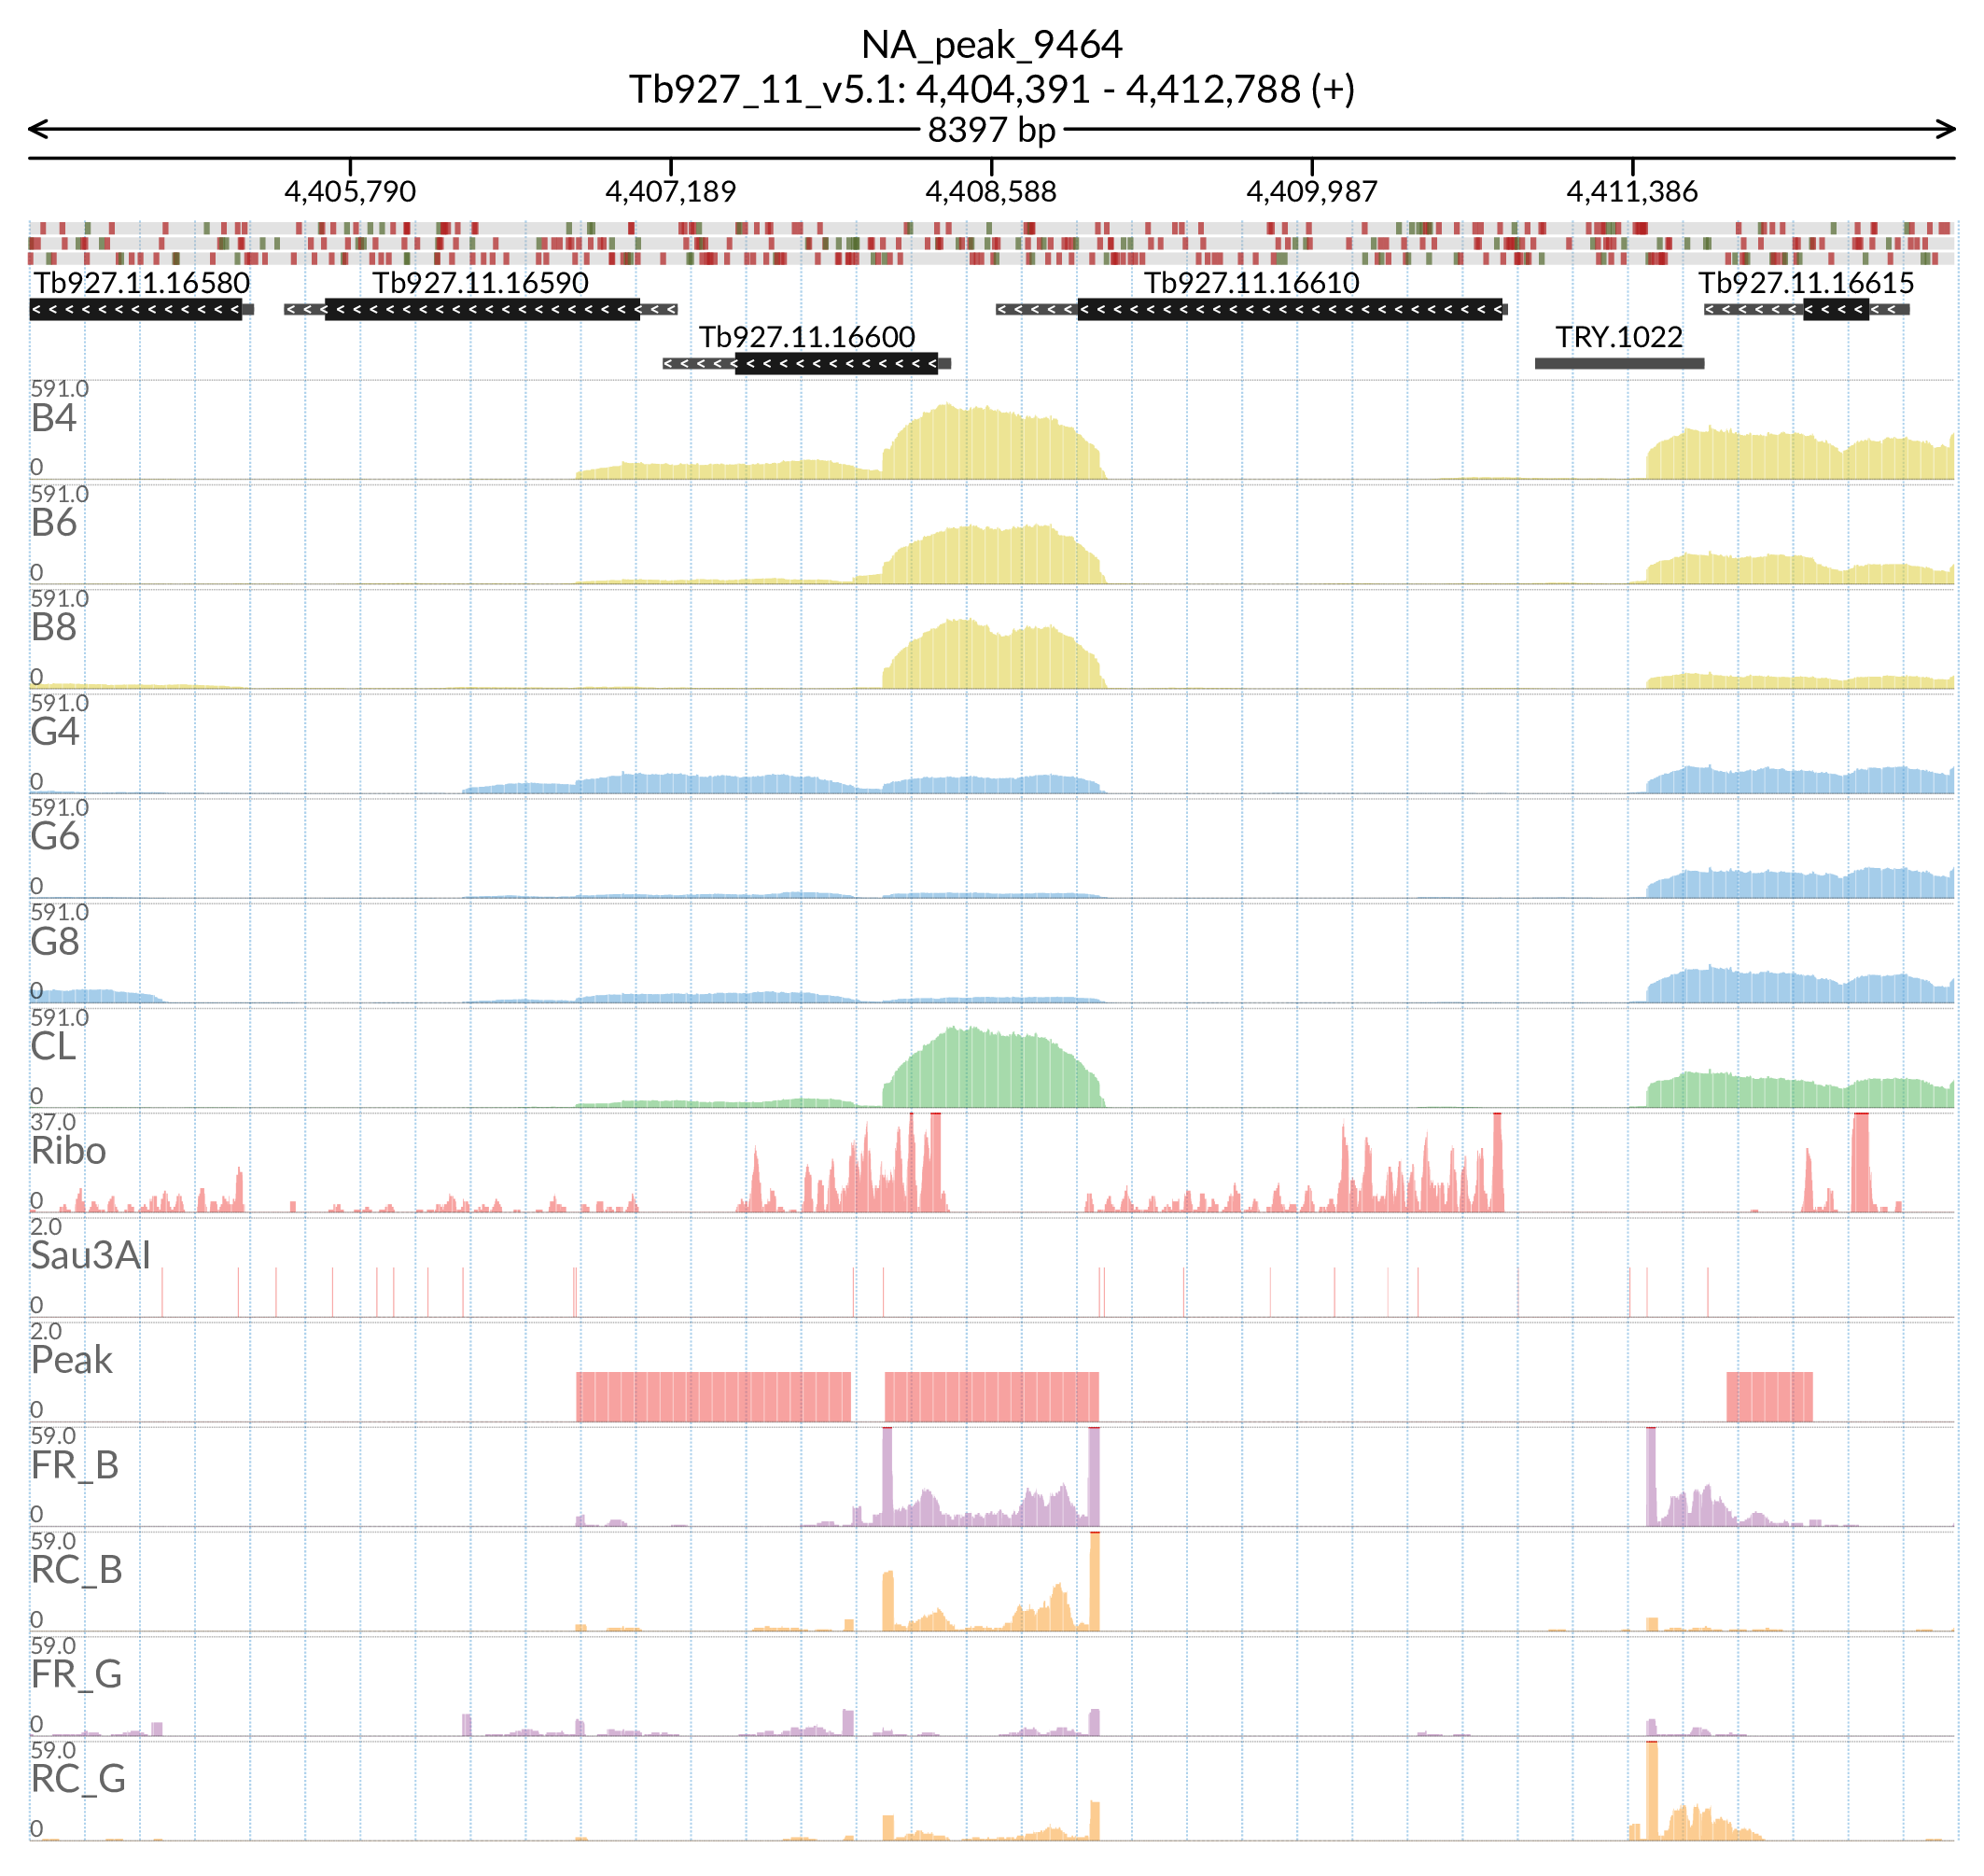 NA_peak_9464
Tb927_11_v5.1: 4,404,391 - 4,412,788 (+)
8397 bp
4,405,790 4,407,189 4,408,588 4,409,987 4,411,386
Tb927.11.16580 Tb927.11.16590 Tb927.11.16610 Tb927.11.16615
Tb927.11.16600 TRY.1022
591.0
B4
0
591.0
B6
0
591.0
B8
0
591.0
G4
0
591.0
G6
0
591.0
G8
0
591.0
CL
0
37.0
Ribo
0
2.0
Sau3AI
0
2.0
Peak
0
59.0
FR_B
0
59.0
RC_B
0
59.0
FR_G
0
59.0
RC_G
0